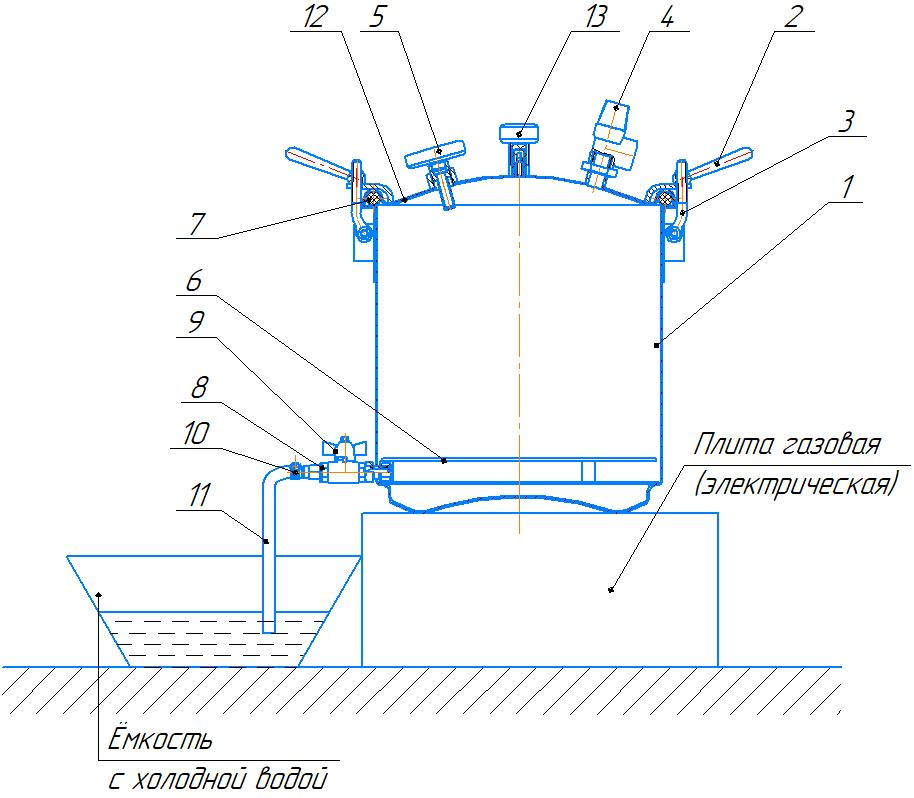 12 5 13 4 2
3
1
7
6
9
8
10
11
Плита газовая
(электрическая)
Ёмкость
с холодной водой